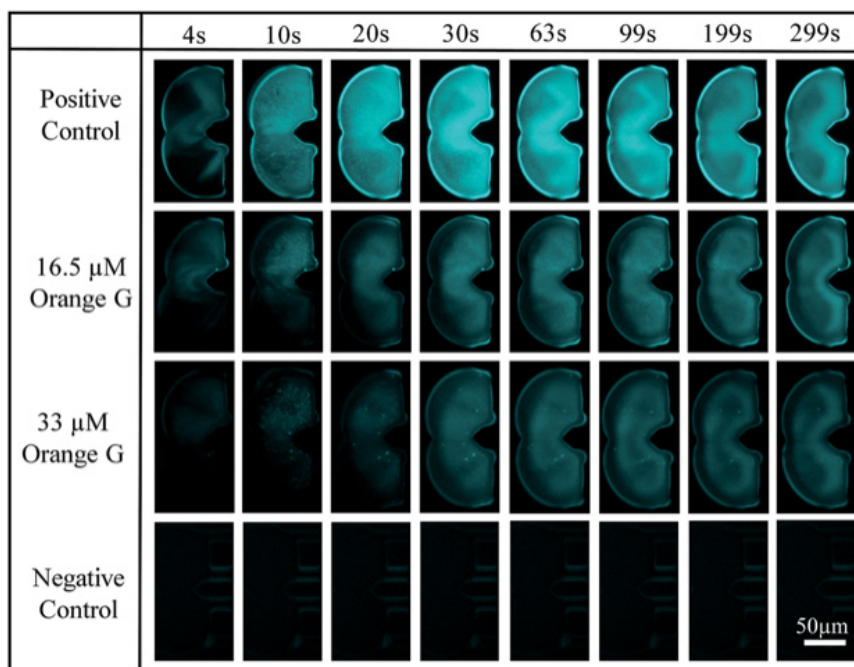 4s 10s 20s 30s 63s 99s 199s 299s
Positive
Control
16.5 µM
Orange G
33 µM
Orange G
Negative
Control
50µm